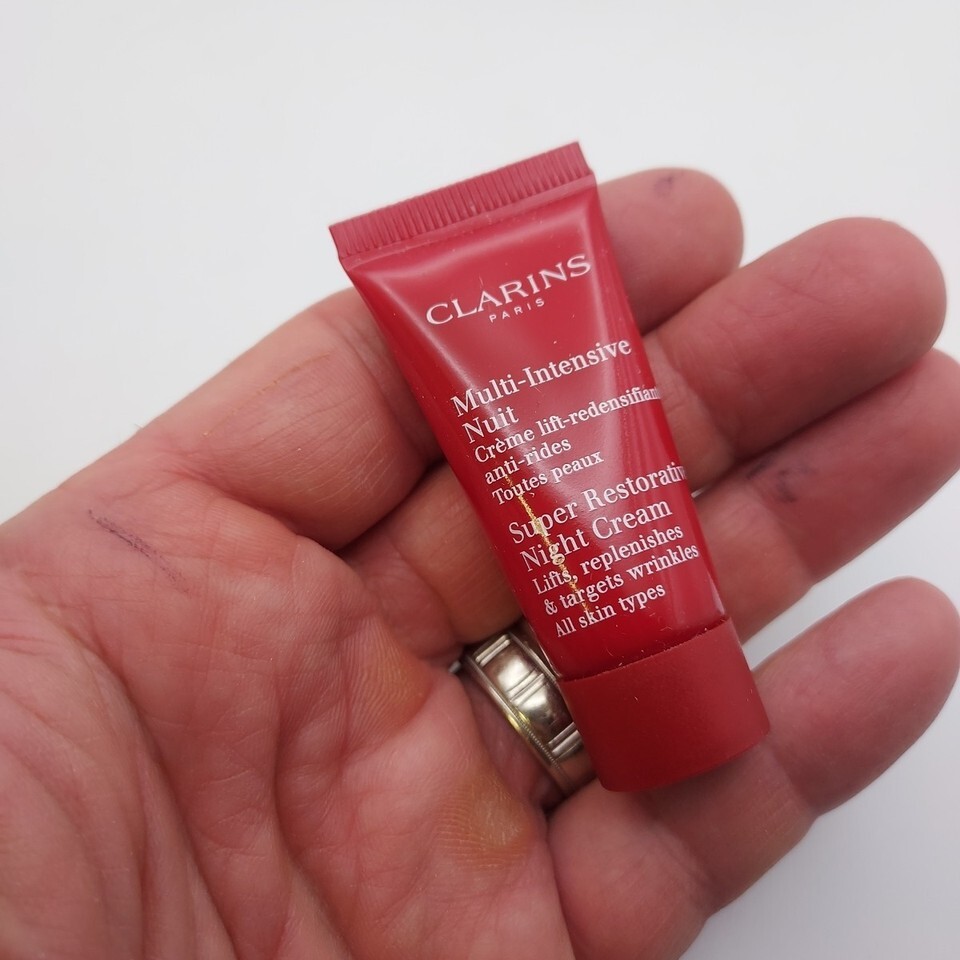 CLARINS
PARIS
Multi-Intensive
Nuit
Crème lift-redensifiant
anti-rides
Toutes peaux
Super Restorative
Night Cream
Lifts, replenishes
& targets wrinkles
All skin types